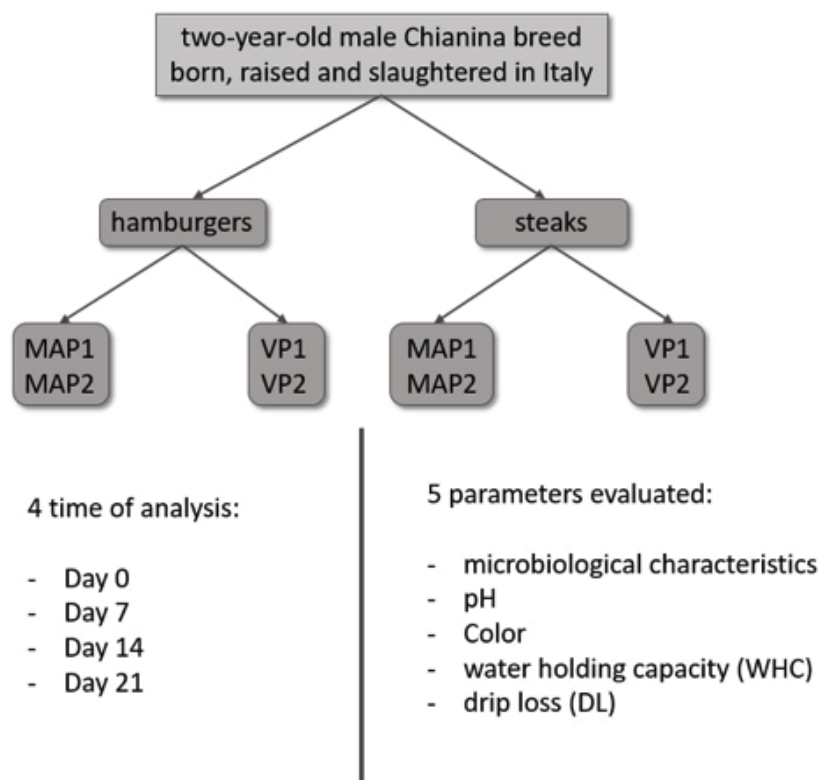 two-year-old male Chianina breed
born, raised and slaughtered in Italy
hamburgers
steaks
MAP1
MAP2
VP1
VP2
MAP1
MAP2
VP1
VP2
4 time of analysis:
- Day 0
- Day 7
- Day 14
- Day 21
5 parameters evaluated:
- microbiological characteristics
- pH
- Color
- water holding capacity (WHC)
- drip loss (DL)